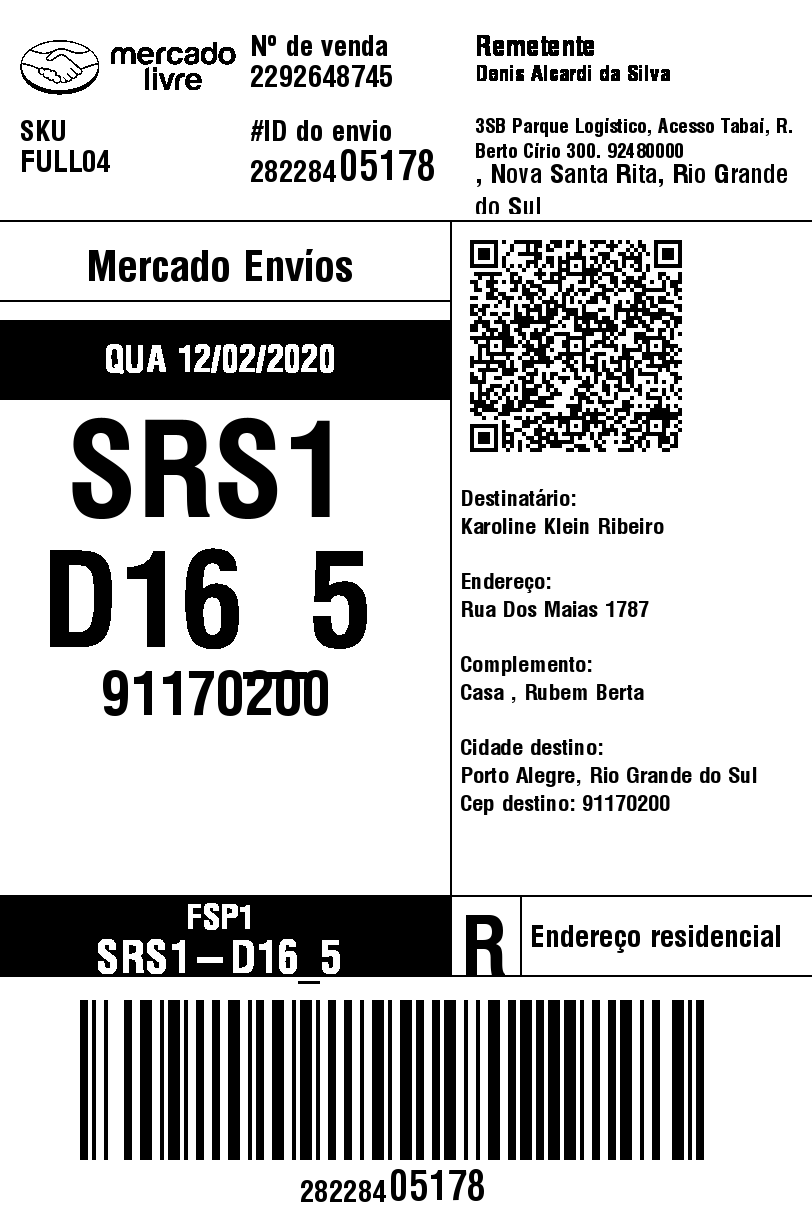 mercado
livre
Nº de venda
2292648745
SKU
FULL04
#ID do envio
28228405178
Remetente
Denis Alcardi da Silva
3SB Parque Logístico, Acesso Tabaí, R.
Berto Círio 300. 92480000
, Nova Santa Rita, Rio Grande
do Sul
Mercado Envíos
QUA 12/02/2020
SRS1
D16_5
91170200
Destinatário:
Karoline Klein Ribeiro
Endereço:
Rua Dos Maias 1787
Complemento:
Casa , Rubem Berta
Cidade destino:
Porto Alegre, Rio Grande do Sul
Cep destino: 91170200
FSP1
SRS1–D16_5
R
Endereço residencial
28228405178